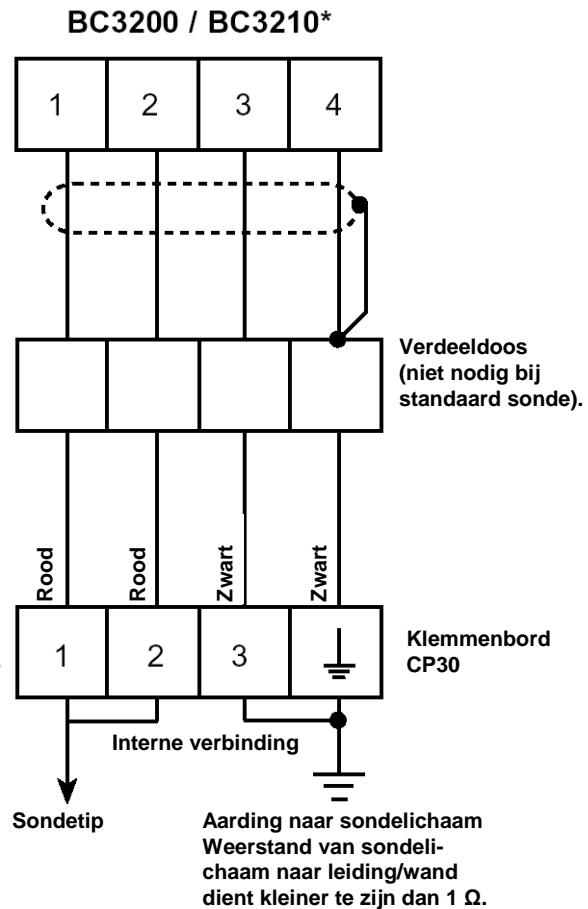 BC3200 / BC3210*
1 2 3 4
Verdeeldoos
(niet nodig bij
standaard sonde).
Rood Rood Zwart Zwart
1 2 3
Klemmenbord
CP30
Interne verbinding
Sondetip
Aarding naar sondelichaam
Weerstand van sondeli-
chaam naar leiding/wand
dient kleiner te zijn dan 1 Ω.